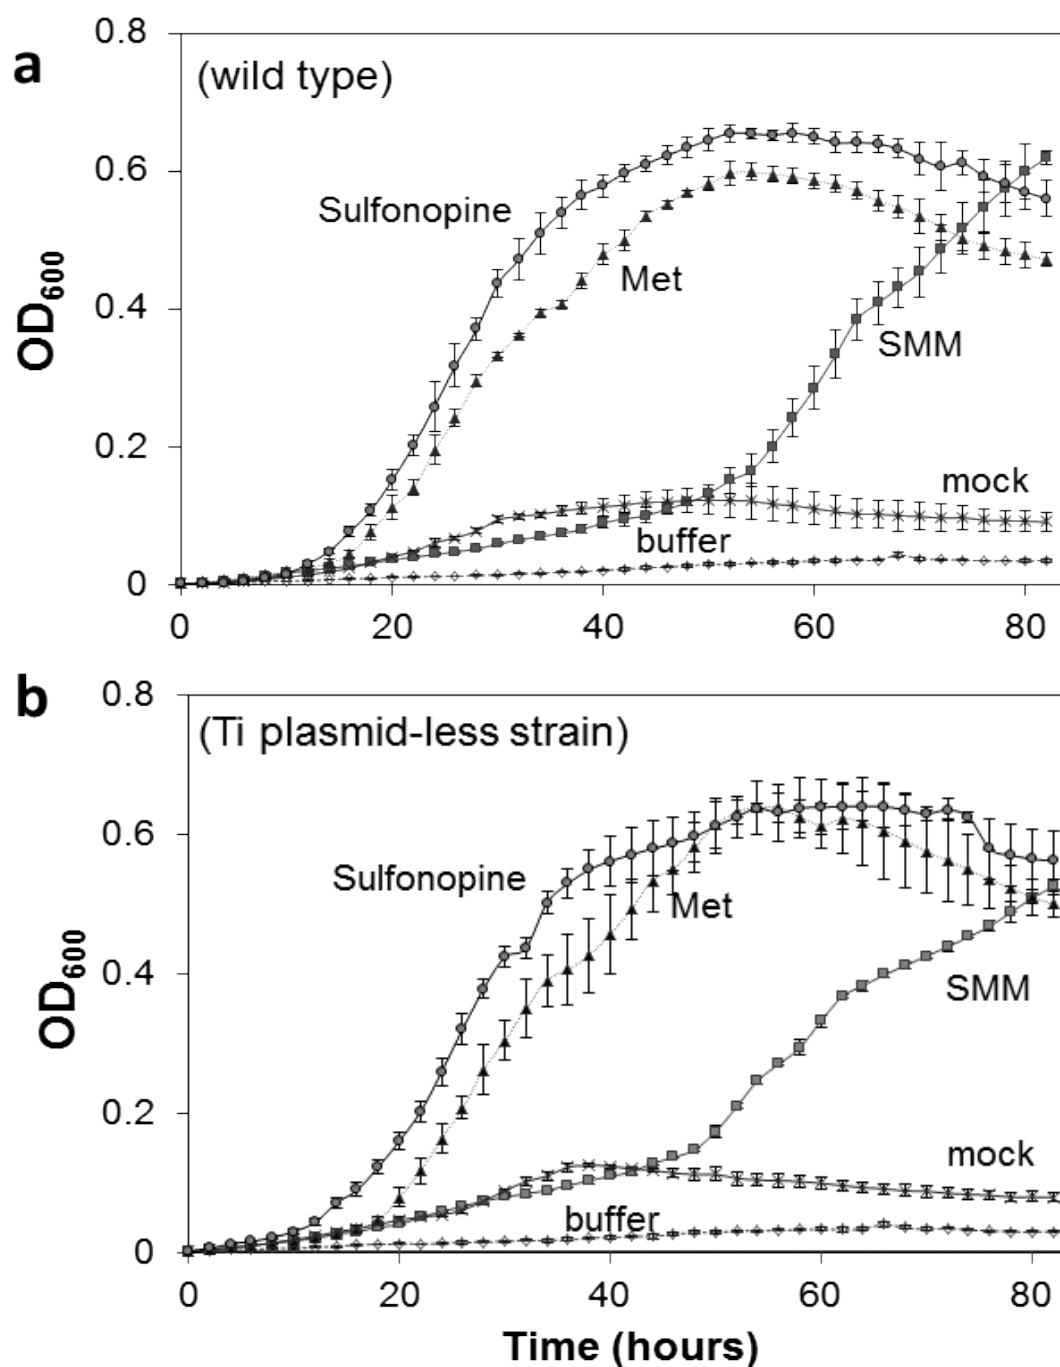 a
(wild type)
0.8
0.6
0.4
0.2
0
OD600
Sulfonopine
Met
SMM
mock
buffer
0 20 40 60 80
b
(Ti plasmid-less strain)
0.8
0.6
0.4
0.2
0
OD600
Sulfonopine
Met
SMM
mock
buffer
0 20 40 60 80
Time (hours)